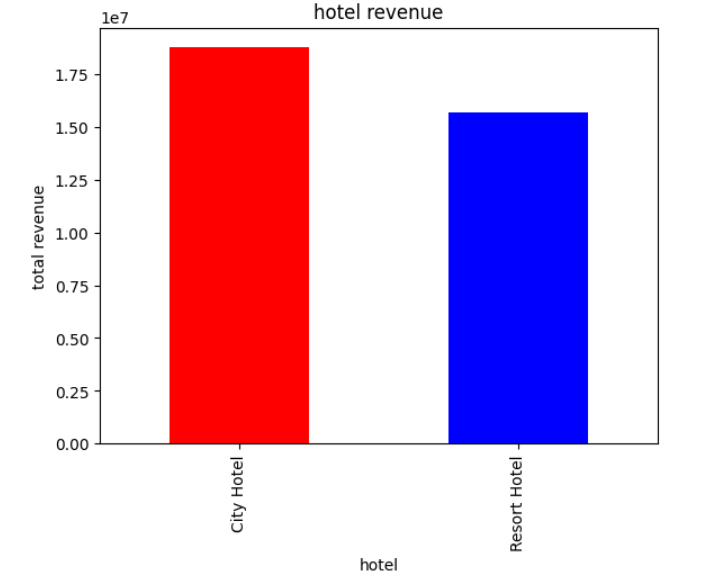 hotel revenue
1e7
1.75
1.50
1.25
1.00
0.75
0.50
0.25
0.00
total revenue
City Hotel
Resort Hotel
hotel